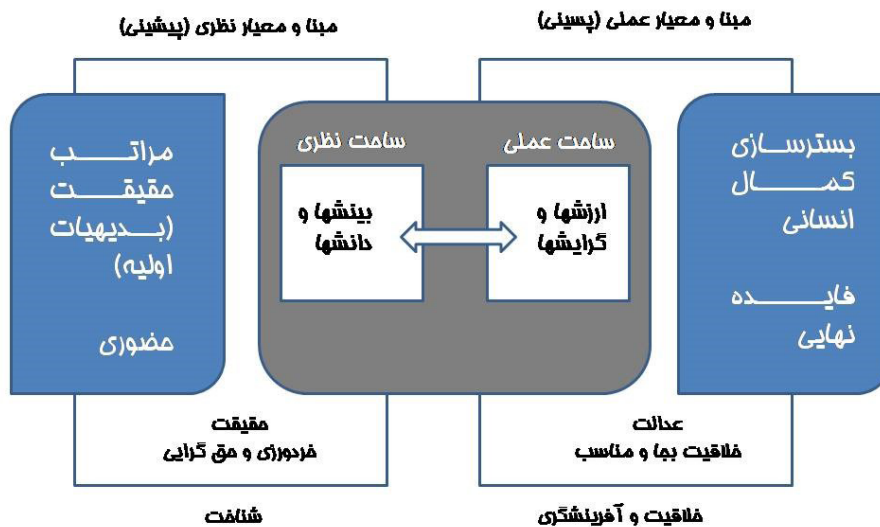 مبنا و معیار عملی (پسینی)
مبنا و معیار نظری (پیشینی)
بسترسازی
کمال
انسانی
فایده
نهایی
ساحت عملی
ارزشها و
گرایشها
ساحت نظری
بینشها و
دانشها
مراتب
حقیقت
(بدیهیات
اولیه)
حضوری
عدالت
خلاقیت بجا و مناسب
حقیقت
خردورزی و حق گرایی
خلاقیت و آفرینشگری
شناخت